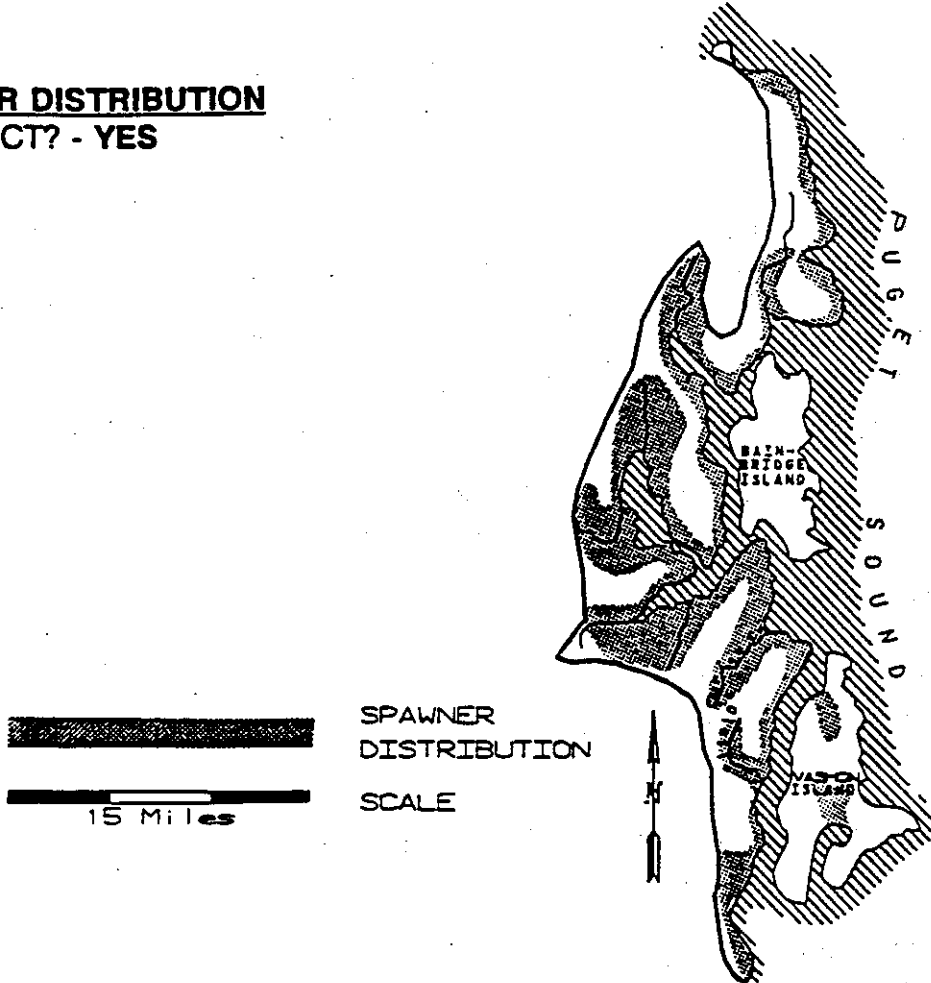 R DISTRIBUTION
CT? - YES
PUGET
SOUND
BAIN-
BRIDGE
ISLAND
VASHON
ISLAND
SPAWNER
DISTRIBUTION
SCALE
15 Miles
N